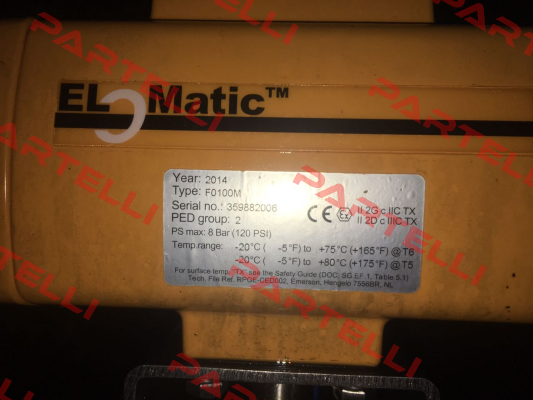 EL-O-Matic™
Year: 2014
Type: F0100M
Serial no.: 359882006
PED group: 2
PS max: 8 Bar (120 PSI)
CE Ex II 2G c IIC TX
II 2D c IIIC TX
Temp.range: -20°C ( -5°F) to +75°C (+165°F) @ T6
-20°C ( -5°F) to +80°C (+175°F) @ T5
For surface temp. "TX" see the Safety Guide (DOC. SG.EF.1, Table 5.1)
Tech. File Ref. RPGE-CED002, Emerson, Hengelo 7556BR, NL
PARTELLI
PARTELLI
PARTELLI
PARTELLI
PARTELLI
PARTELLI